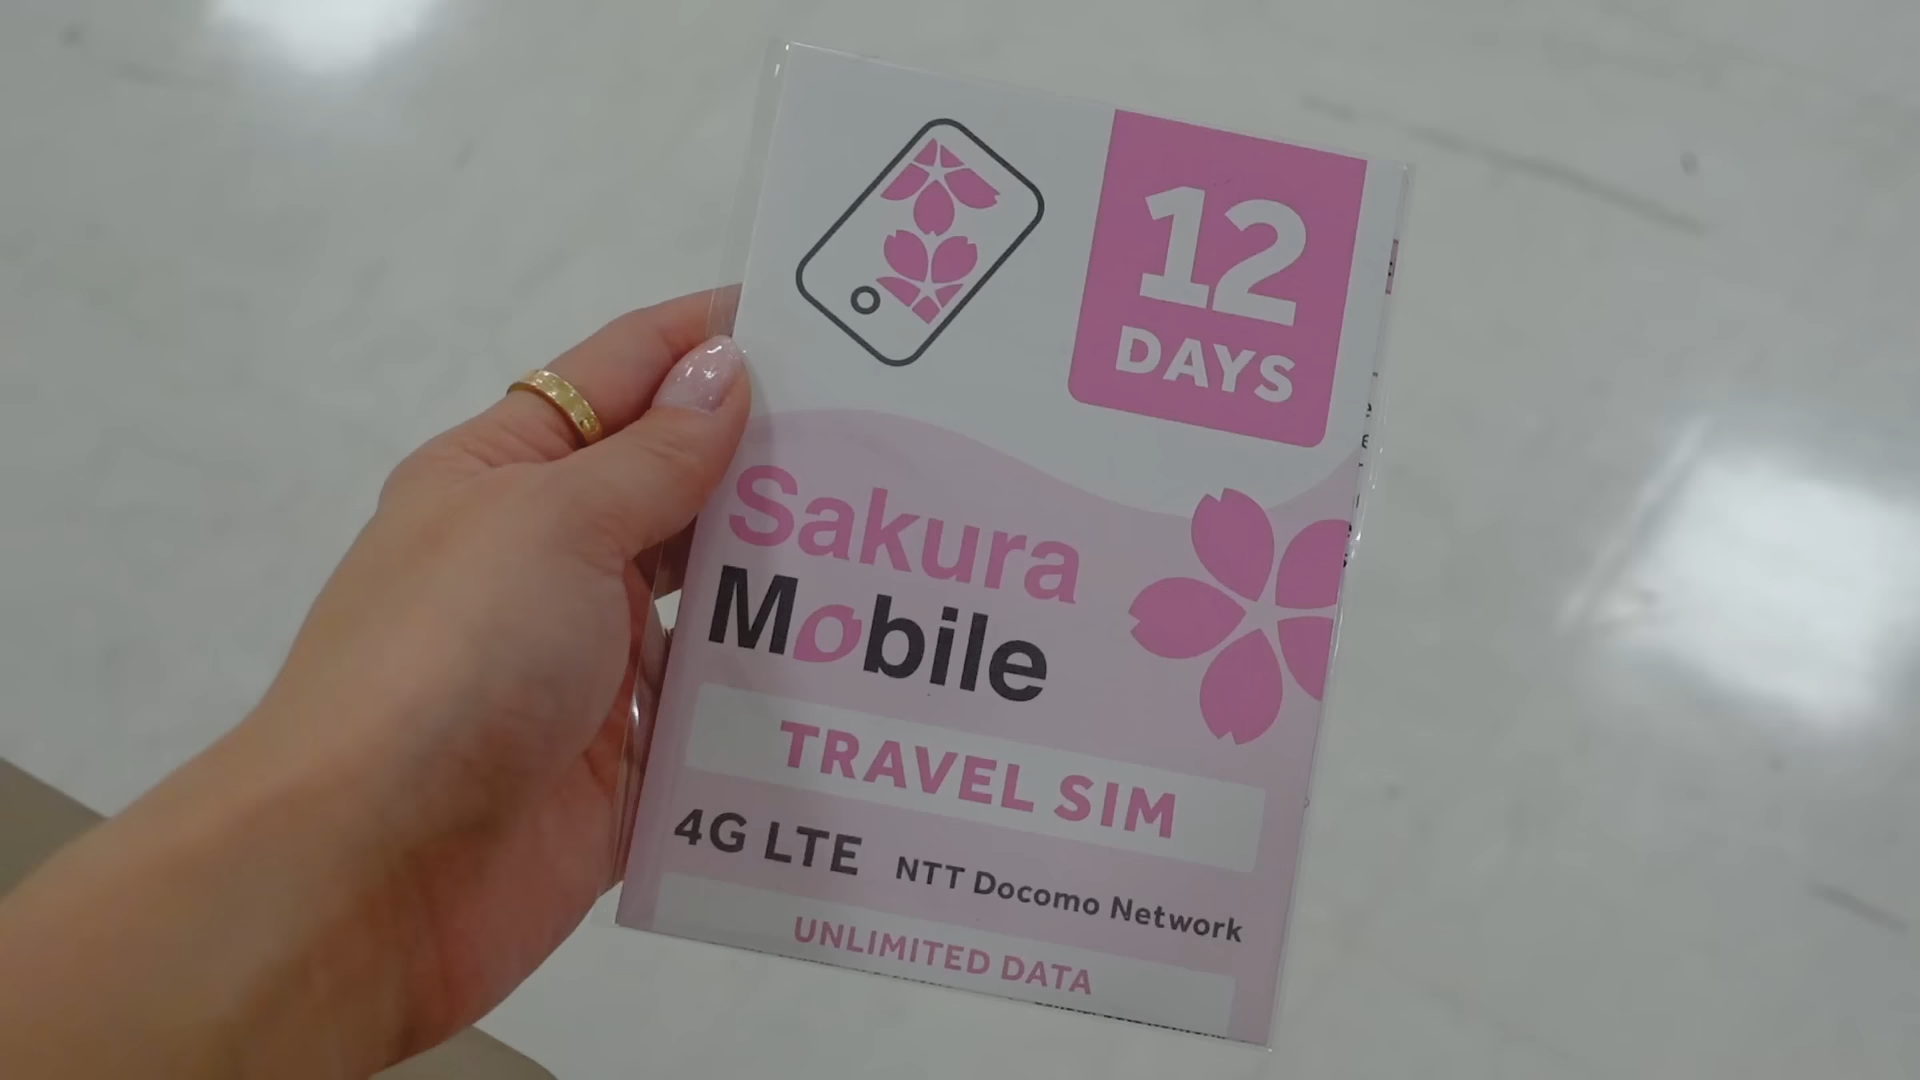 12
DAYS
Sakura
Mobile
TRAVEL SIM
4G LTE NTT Docomo Network
UNLIMITED DATA